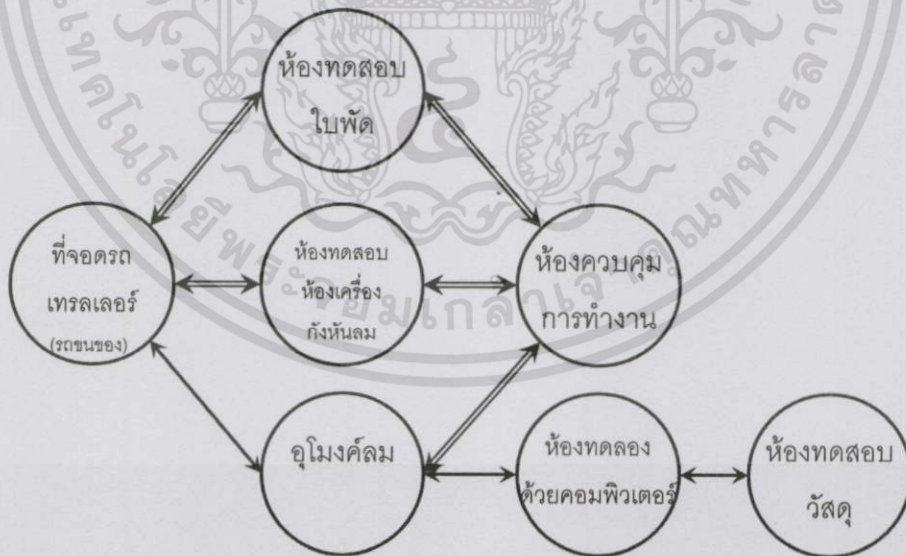 ห้องทดสอบ
ใบพัด
ที่จอดรถ
เทรลเลอร์
(รถขนของ)
ห้องทดสอบ
ห้องเครื่อง
กังหันลม
ห้องควบคุม
การทำงาน
อุโมงค์ลม
ห้องทดลอง
ด้วยคอมพิวเตอร์
ห้องทดสอบ
วัสดุ